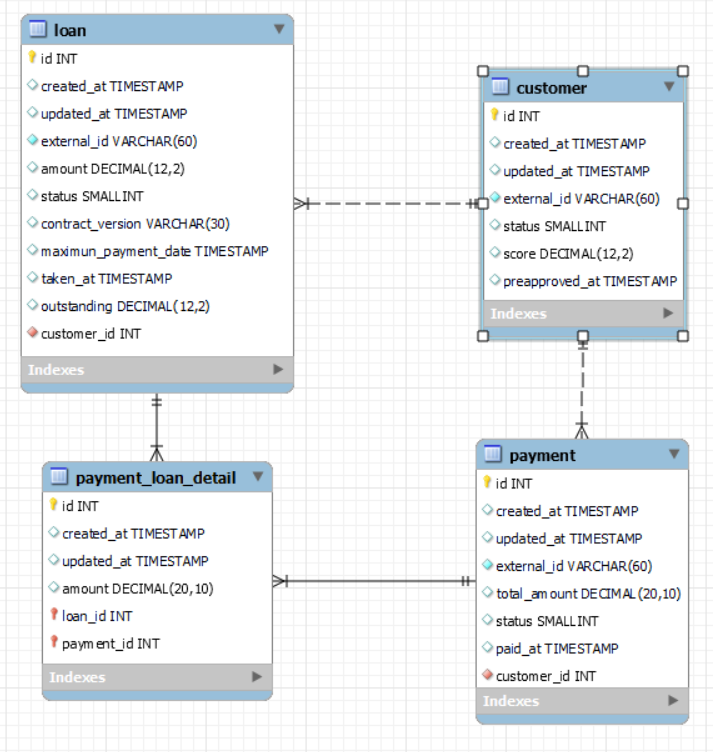 loan
id INT
created_at TIMESTAMP
updated_at TIMESTAMP
external_id VARCHAR(60)
amount DECIMAL(12,2)
status SMALLINT
contract_version VARCHAR(30)
maximun_payment_date TIMESTAMP
taken_at TIMESTAMP
outstanding DECIMAL(12,2)
customer_id INT
Indexes
customer
id INT
created_at TIMESTAMP
updated_at TIMESTAMP
external_id VARCHAR(60)
status SMALLINT
score DECIMAL(12,2)
preapproved_at TIMESTAMP
Indexes
payment_loan_detail
id INT
created_at TIMESTAMP
updated_at TIMESTAMP
amount DECIMAL(20,10)
loan_id INT
payment_id INT
Indexes
payment
id INT
created_at TIMESTAMP
updated_at TIMESTAMP
external_id VARCHAR(60)
total_amount DECIMAL(20,10)
status SMALLINT
paid_at TIMESTAMP
customer_id INT
Indexes